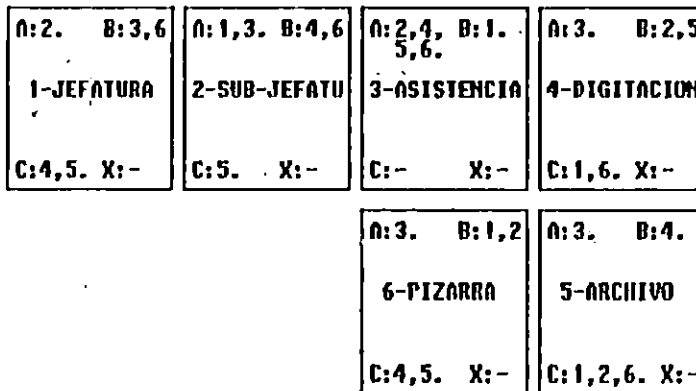 A:2. B:3,6
1-JEFATURA
C:4,5. X:-
A:1,3. B:4,6
2-SUB-JEFATU
C:5. X:-
A:2,4, B:1.
5,6.
3-ASISTENCIA
C:- X:-
A:3. B:2,5
4-DIGITACION
C:1,6. X:-
A:3. B:1,2
6-PIZARRA
C:4,5. X:-
A:3. B:4.
5-ARCHIVO
C:1,2,6. X:-